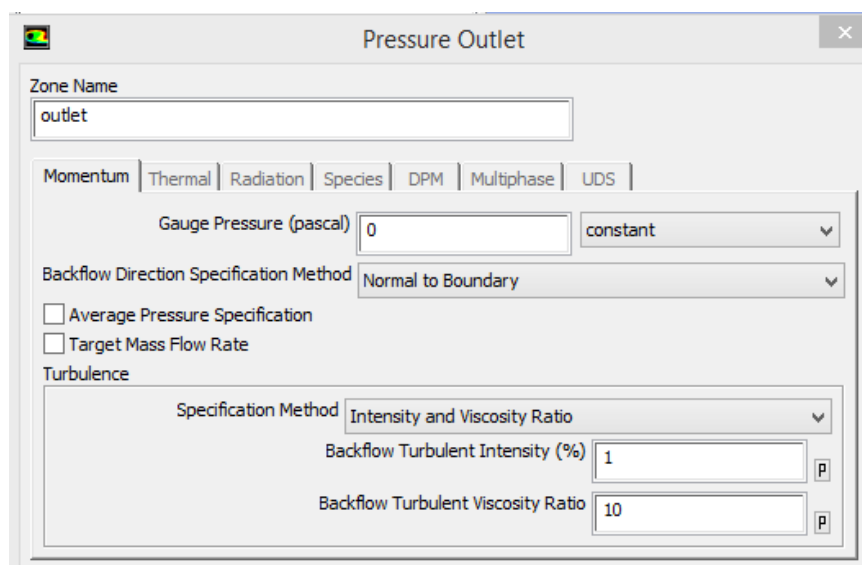 Pressure Outlet
Zone Name
outlet
Momentum Thermal Radiation Species DPM Multiphase UDS
Gauge Pressure (pascal) 0 constant
Backflow Direction Specification Method Normal to Boundary
Average Pressure Specification
Target Mass Flow Rate
Turbulence
Specification Method Intensity and Viscosity Ratio
Backflow Turbulent Intensity (%) 1 P
Backflow Turbulent Viscosity Ratio 10 P